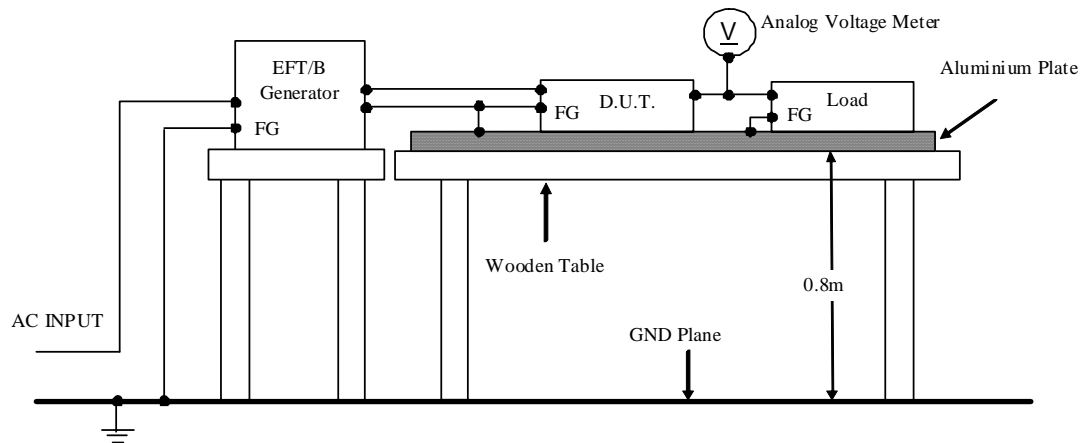 Analog Voltage Meter
V
EFT/B
Generator
Aluminium Plate
D.U.T.
Load
FG
FG
FG
Wooden Table
0.8m
AC INPUT
GND Plane